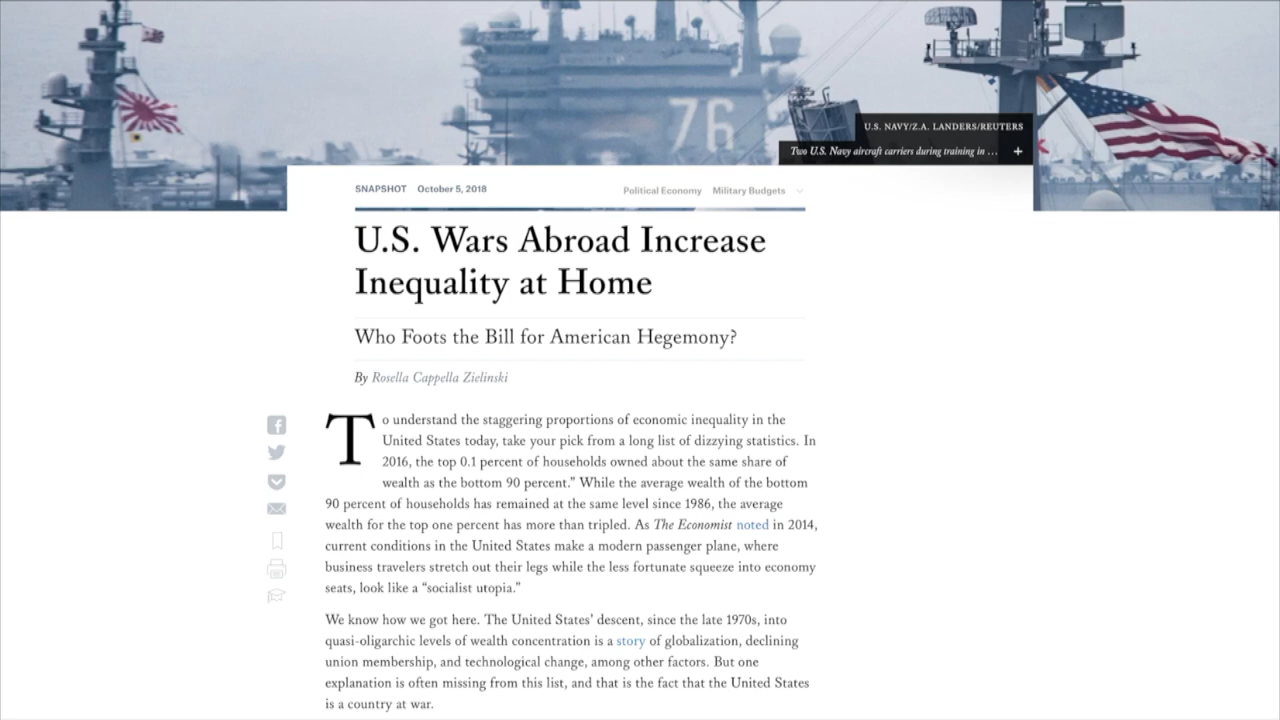 76
U.S. NAVY/Z.A. LANDERS/REUTERS
Two U.S. Navy aircraft carriers during training in ... +
SNAPSHOT October 5, 2018
Political Economy Military Budgets
U.S. Wars Abroad Increase
Inequality at Home
Who Foots the Bill for American Hegemony?
By Rosella Cappella Zielinski
To understand the staggering proportions of economic inequality in the
United States today, take your pick from a long list of dizzying statistics. In
2016, the top 0.1 percent of households owned about the same share of
wealth as the bottom 90 percent.” While the average wealth of the bottom
90 percent of households has remained at the same level since 1986, the average
wealth for the top one percent has more than tripled. As The Economist noted in 2014,
current conditions in the United States make a modern passenger plane, where
business travelers stretch out their legs while the less fortunate squeeze into economy
seats, look like a “socialist utopia.”
We know how we got here. The United States’ descent, since the late 1970s, into
quasi-oligarchic levels of wealth concentration is a story of globalization, declining
union membership, and technological change, among other factors. But one
explanation is often missing from this list, and that is the fact that the United States
is a country at war.